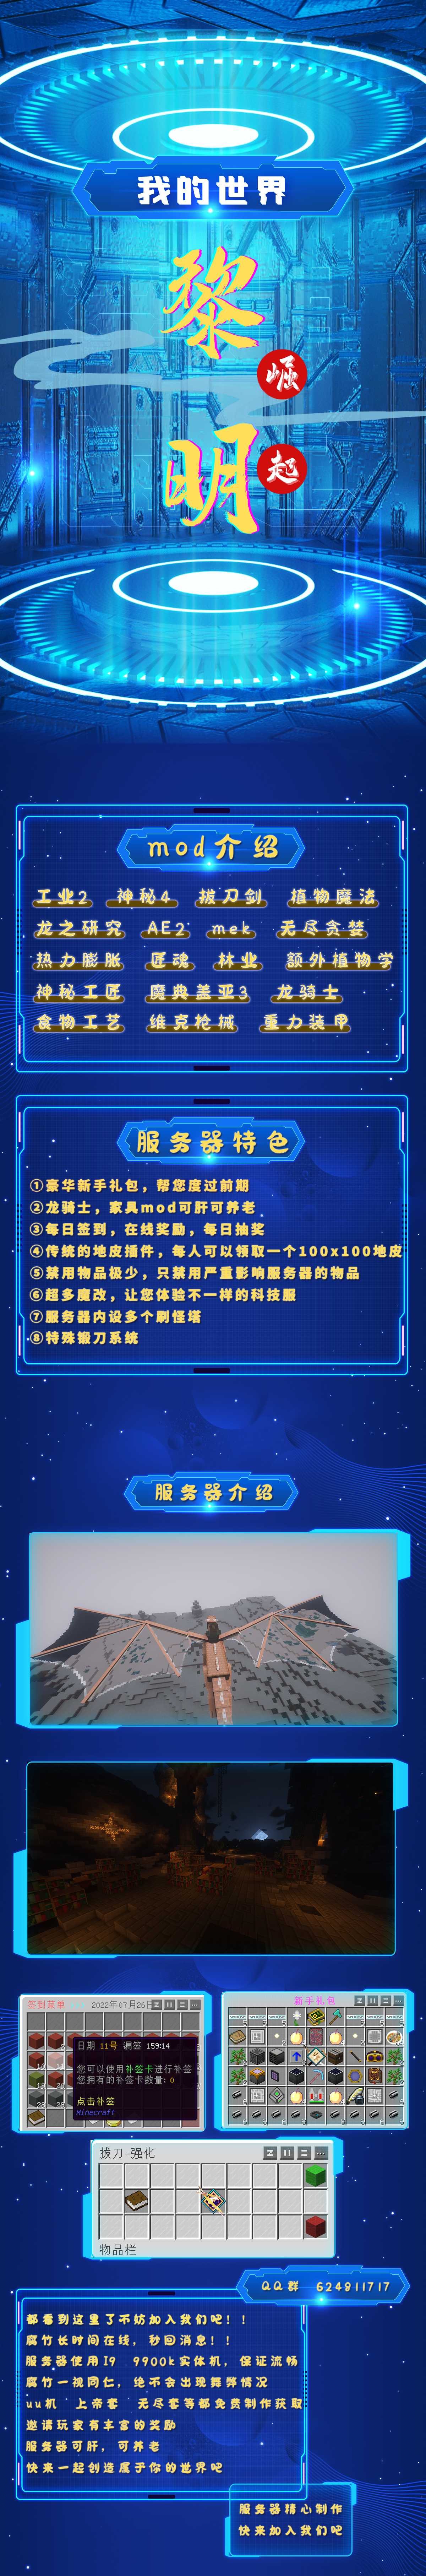 我的世界
黎明
崛起
mod介绍
工业2 神秘4 拔刀剑 植物魔法
龙之研究 AE2 mek 无尽贪婪
热力膨胀 匠魂 林业 额外植物学
神秘工匠 魔典盖亚3 龙骑士
食物工艺 维克枪械 重力装甲
服务器特色
①豪华新手礼包，帮您度过前期
②龙骑士，家具mod可肝可养老
③每日签到，在线奖励，每日抽奖
④传统的地皮插件，每人可以领取一个100x100地皮
⑤禁用物品极少，只禁用严重影响服务器的物品
⑥超多魔改，让您体验不一样的科技服
⑦服务器内设多个刷怪塔
⑧特殊锻刀系统
服务器介绍
签到菜单 2022年07月26日
日期 11号 漏签 159:14
您可以使用补签卡进行补签
您拥有的补签卡数量: 0
点击补签
Minecraft
新手礼包
拔刀-强化
物品栏
QQ群 624811717
都看到这里了不妨加入我们吧！！
腐竹长时间在线，秒回消息！！
服务器使用I9 9900k实体机，保证流畅
腐竹一视同仁，绝不会出现舞弊情况
uu机 上帝套 无尽套等都免费制作获取
邀请玩家有丰富的奖励
服务器可肝，可养老
快来一起创造属于你的世界吧
服务器精心制作
快来加入我们吧